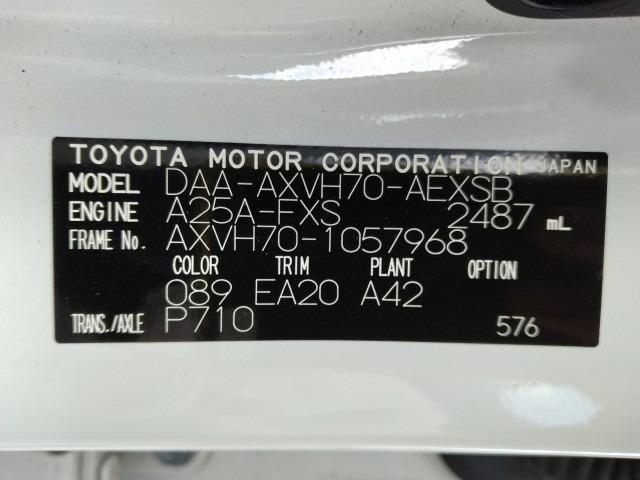 TOYOTA MOTOR CORPORATION JAPAN
MODEL DAA-AXVH70-AEXSB
ENGINE A25A-FXS 2487 mL
FRAME No. AXVH70-1057968
COLOR TRIM PLANT OPTION
089 EA20 A42
TRANS./AXLE P710 576